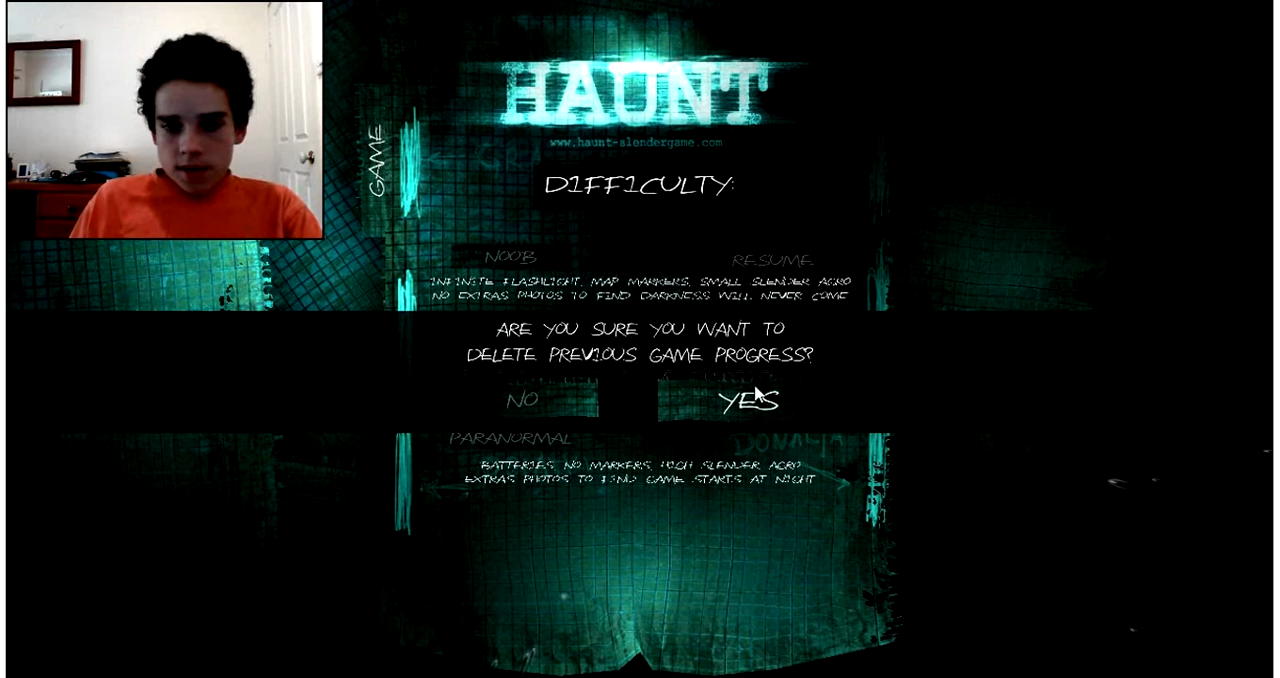 HAUNT
www.haunt-slendergame.com
GAME
DIFFICULTY:
NOOB
RESUME
INFINITE FLASHLIGHT, MAP MARKERS, SMALL SLENDER AGRO
NO EXTRAS PHOTOS TO FIND DARKNESS WILL NEVER COME
ARE YOU SURE YOU WANT TO
DELETE PREVIOUS GAME PROGRESS?
NO
YES
PARANORMAL
BATTERIES, NO MARKERS, HIGH SLENDER AGRO
EXTRAS PHOTOS TO FIND GAME STARTS AT NIGHT